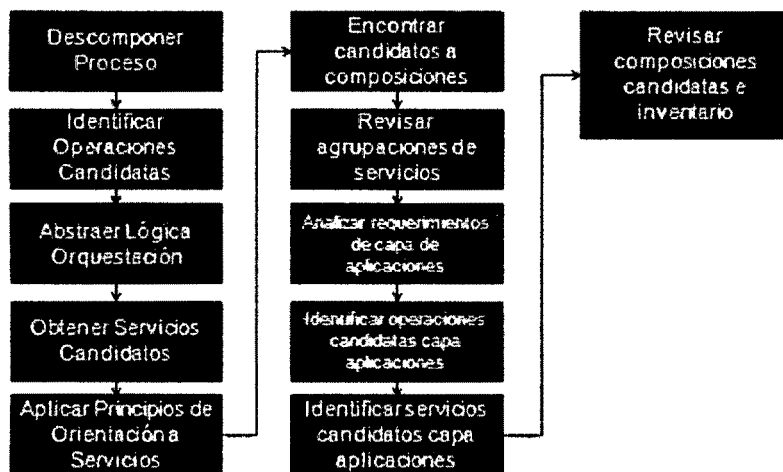 Descomponer
Proceso
Identificar
Operaciones
Candidatas
Abstraer Lógica
Orquestación
Obtener Servicios
Candidatos
Aplicar Principios de
Orientación a
Servicios
Encontrar
candidatos a
composiciones
Revisar
agrupaciones de
servicios
Analizar requerimientos
de capa de
aplicaciones
Identificar operaciones
candidatas capa
aplicaciones
Identificar servicios
candidatos capa
aplicaciones
Revisar
composiciones
candidatas e
inventario